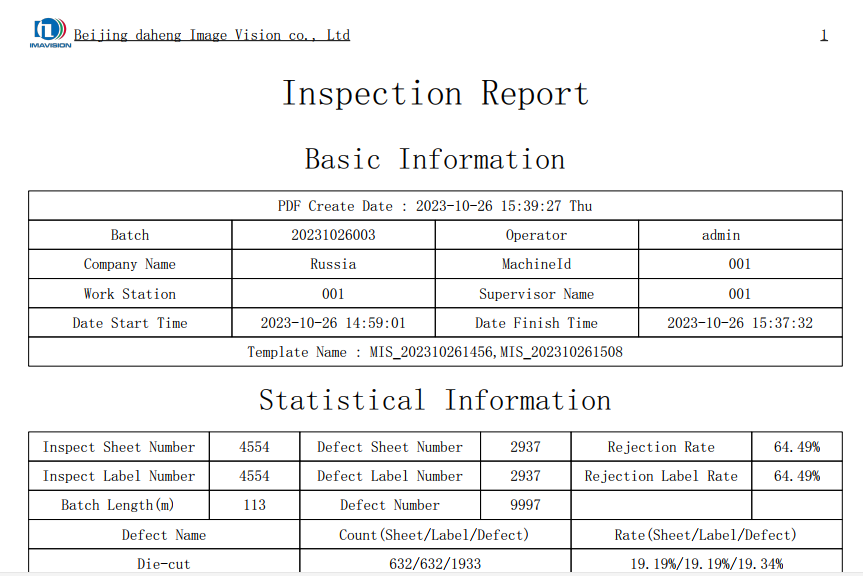 IMAVISION
Beijing daheng Image Vision co., Ltd 1
Inspection Report
Basic Information
PDF Create Date : 2023-10-26 15:39:27 Thu
Batch 20231026003 Operator admin
Company Name Russia MachineId 001
Work Station 001 Supervisor Name 001
Date Start Time 2023-10-26 14:59:01 Date Finish Time 2023-10-26 15:37:32
Template Name : MIS_202310261456,MIS_202310261508
Statistical Information
Inspect Sheet Number 4554 Defect Sheet Number 2937 Rejection Rate 64.49%
Inspect Label Number 4554 Defect Label Number 2937 Rejection Label Rate 64.49%
Batch Length(m) 113 Defect Number 9997
Defect Name Count(Sheet/Label/Defect) Rate(Sheet/Label/Defect)
Die-cut 632/632/1933 19.19%/19.19%/19.34%